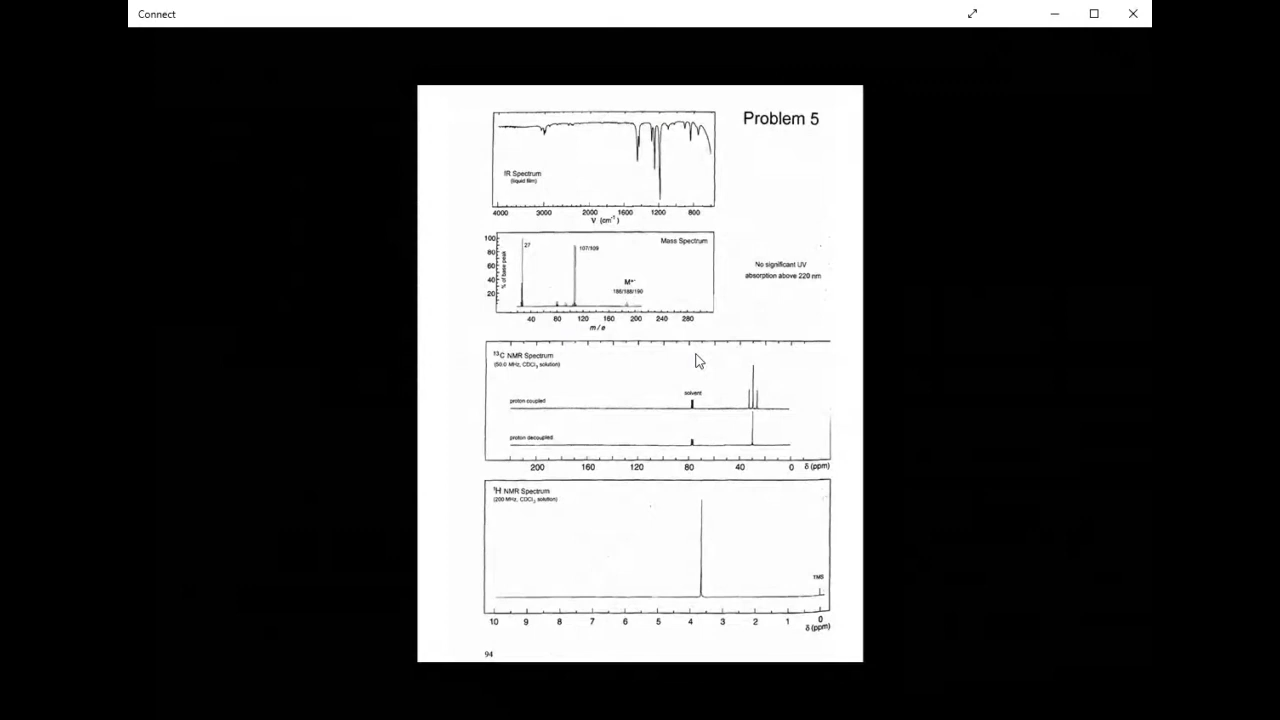 Connect
Problem 5
IR Spectrum
(liquid film)
4000 3000 2000 1600 1200 800
V (cm-1)
Mass Spectrum
100
80
60
40
20
% of base peak
27
107/109
M+·
186/188/190
40 80 120 160 200 240 280
m/e
No significant UV
absorption above 220 nm
13C NMR Spectrum
(50.0 MHz, CDCl3 solution)
solvent
proton coupled
proton decoupled
200 160 120 80 40 0 δ (ppm)
1H NMR Spectrum
(200 MHz, CDCl3 solution)
TMS
10 9 8 7 6 5 4 3 2 1 0
δ (ppm)
94